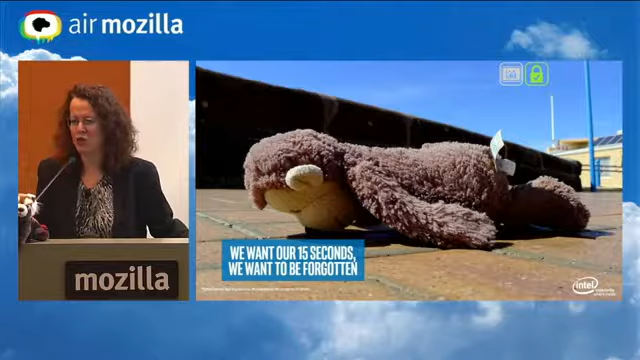 air mozilla
mozilla
WE WANT OUR 15 SECONDS,
WE WANT TO BE FORGOTTEN
intel